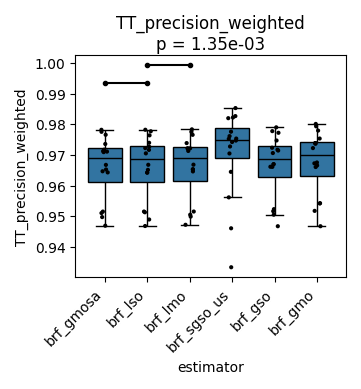 TT_precision_weighted
p = 1.35e-03
1.00
0.99
0.98
0.97
0.96
0.95
0.94
TT_precision_weighted
brf_gmosa
brf_lso
brf_lmo
brf_sgso_us
brf_gso
brf_gmo
estimator